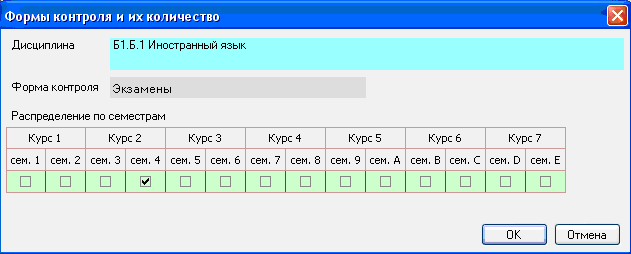 Формы контроля и их количество
Дисциплина Б1.Б.1 Иностранный язык
Форма контроля Экзамены
Распределение по семестрам
Курс 1 Курс 2 Курс 3 Курс 4 Курс 5 Курс 6 Курс 7
сем. 1 сем. 2 сем. 3 сем. 4 сем. 5 сем. 6 сем. 7 сем. 8 сем. 9 сем. A сем. B сем. C сем. D сем. E
OK Отмена